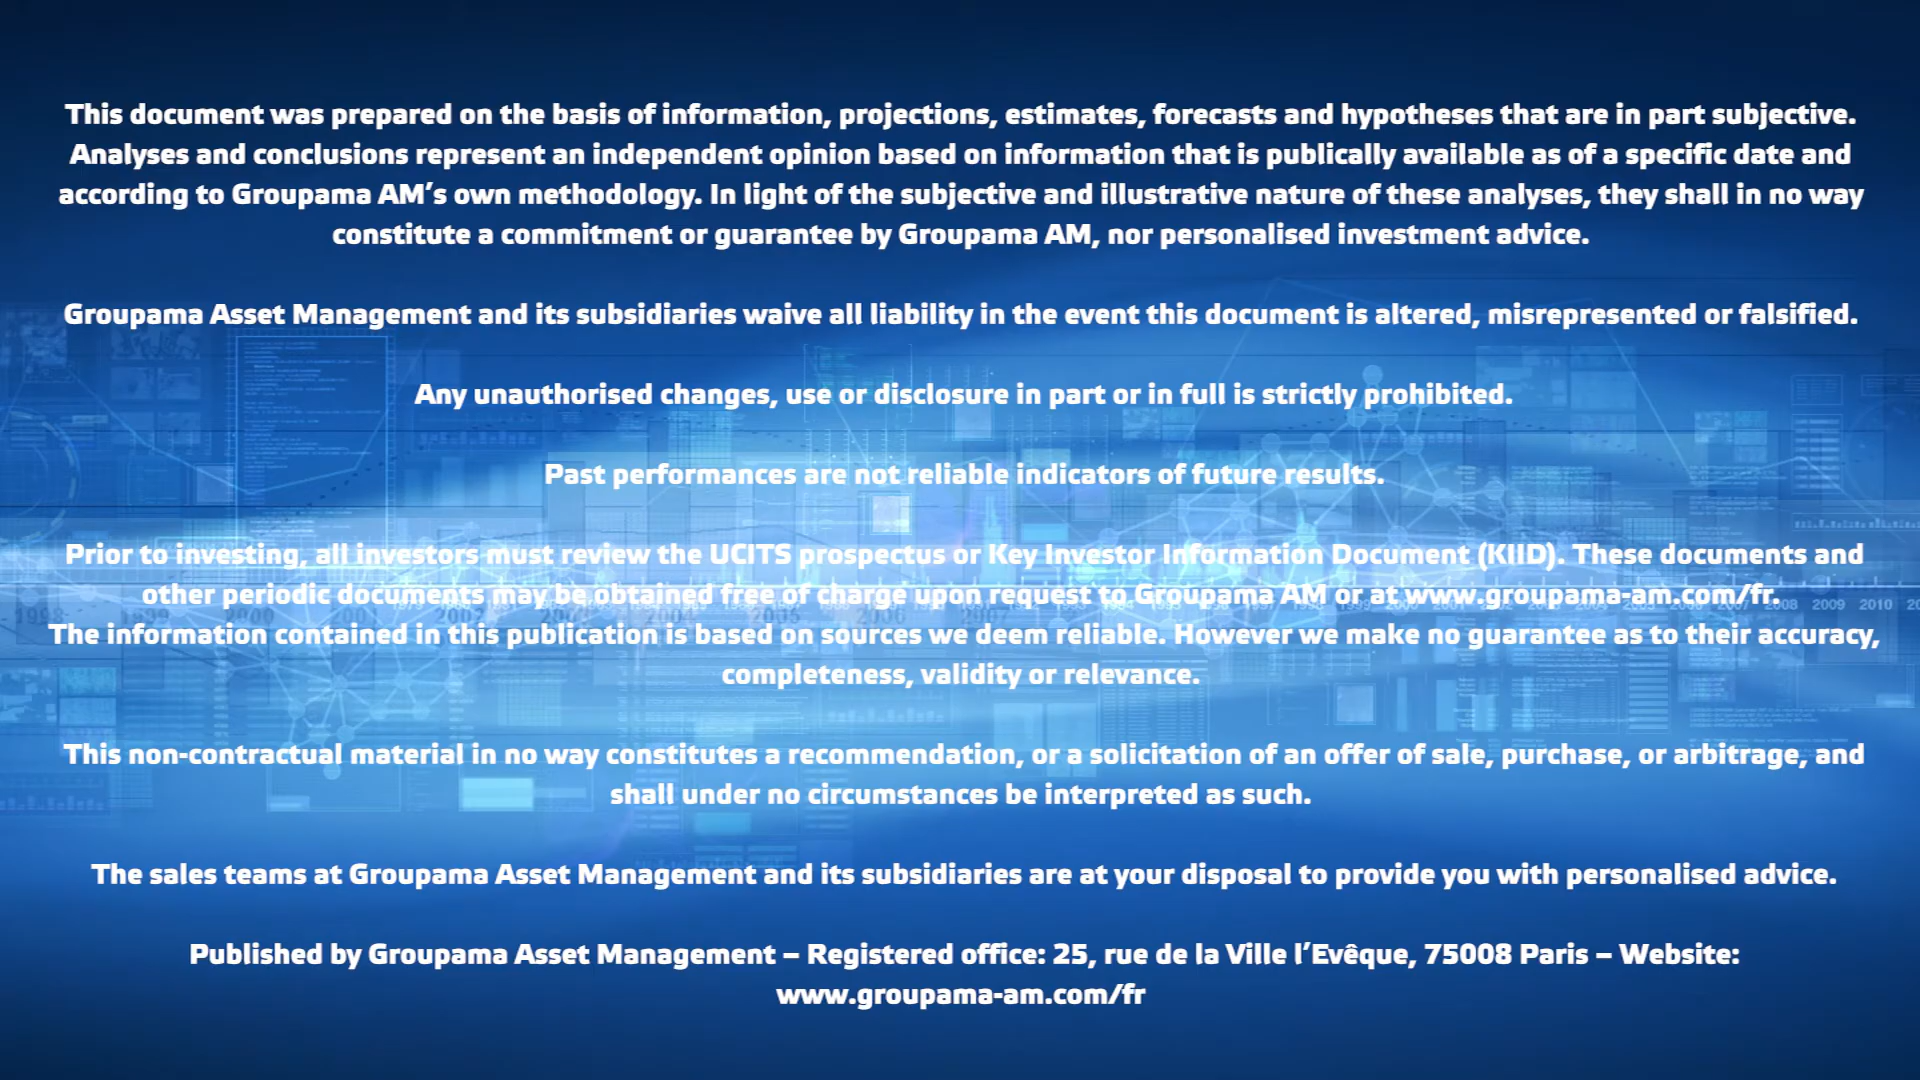 This document was prepared on the basis of information, projections, estimates, forecasts and hypotheses that are in part subjective.
Analyses and conclusions represent an independent opinion based on information that is publically available as of a specific date and
according to Groupama AM’s own methodology. In light of the subjective and illustrative nature of these analyses, they shall in no way
constitute a commitment or guarantee by Groupama AM, nor personalised investment advice.
Groupama Asset Management and its subsidiaries waive all liability in the event this document is altered, misrepresented or falsified.
Any unauthorised changes, use or disclosure in part or in full is strictly prohibited.
Past performances are not reliable indicators of future results.
Prior to investing, all investors must review the UCITS prospectus or Key Investor Information Document (KIID). These documents and
other periodic documents may be obtained free of charge upon request to Groupama AM or at www.groupama-am.com/fr.
The information contained in this publication is based on sources we deem reliable. However we make no guarantee as to their accuracy,
completeness, validity or relevance.
This non-contractual material in no way constitutes a recommendation, or a solicitation of an offer of sale, purchase, or arbitrage, and
shall under no circumstances be interpreted as such.
The sales teams at Groupama Asset Management and its subsidiaries are at your disposal to provide you with personalised advice.
Published by Groupama Asset Management – Registered office: 25, rue de la Ville l’Evêque, 75008 Paris – Website:
www.groupama-am.com/fr